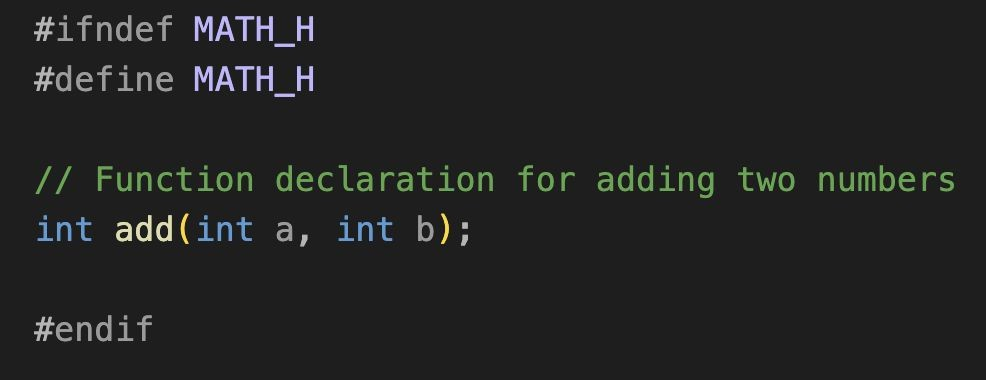 #ifndef MATH_H
#define MATH_H
// Function declaration for adding two numbers
int add(int a, int b);
#endif